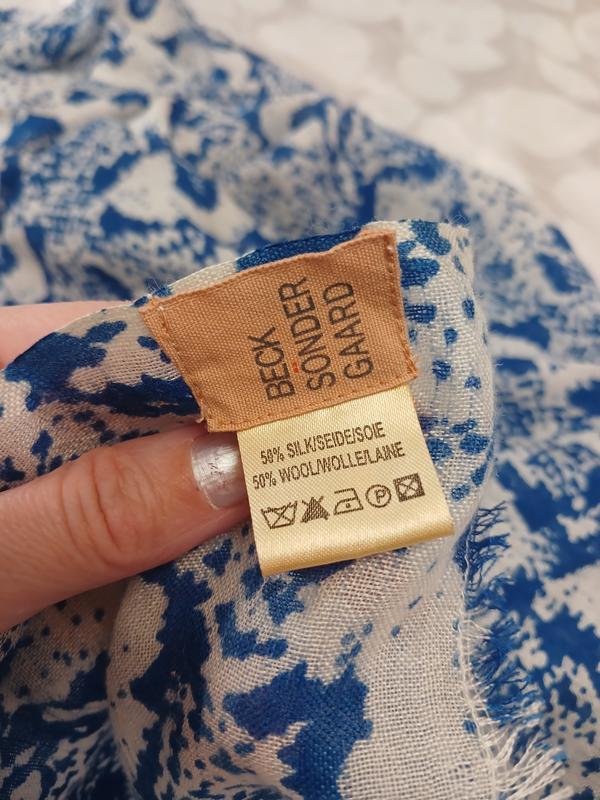 BECK
SÖNDER
GAARD
50% SILK/SEIDE/SOIE
50% WOOL/WOLLE/LAINE
P